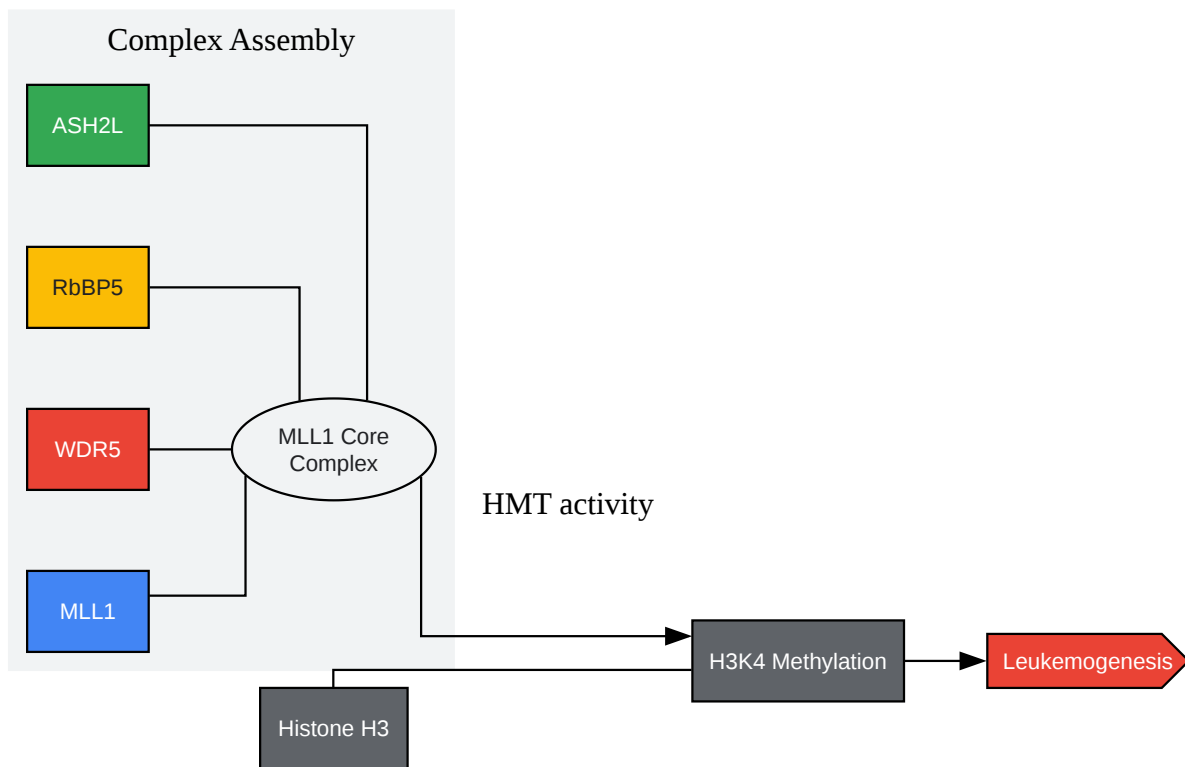 Complex Assembly
ASH2L
RbBP5
WDR5
MLL1 Core
Complex
HMT activity
MLL1
H3K4 Methylation
Leukemogenesis
Histone H3